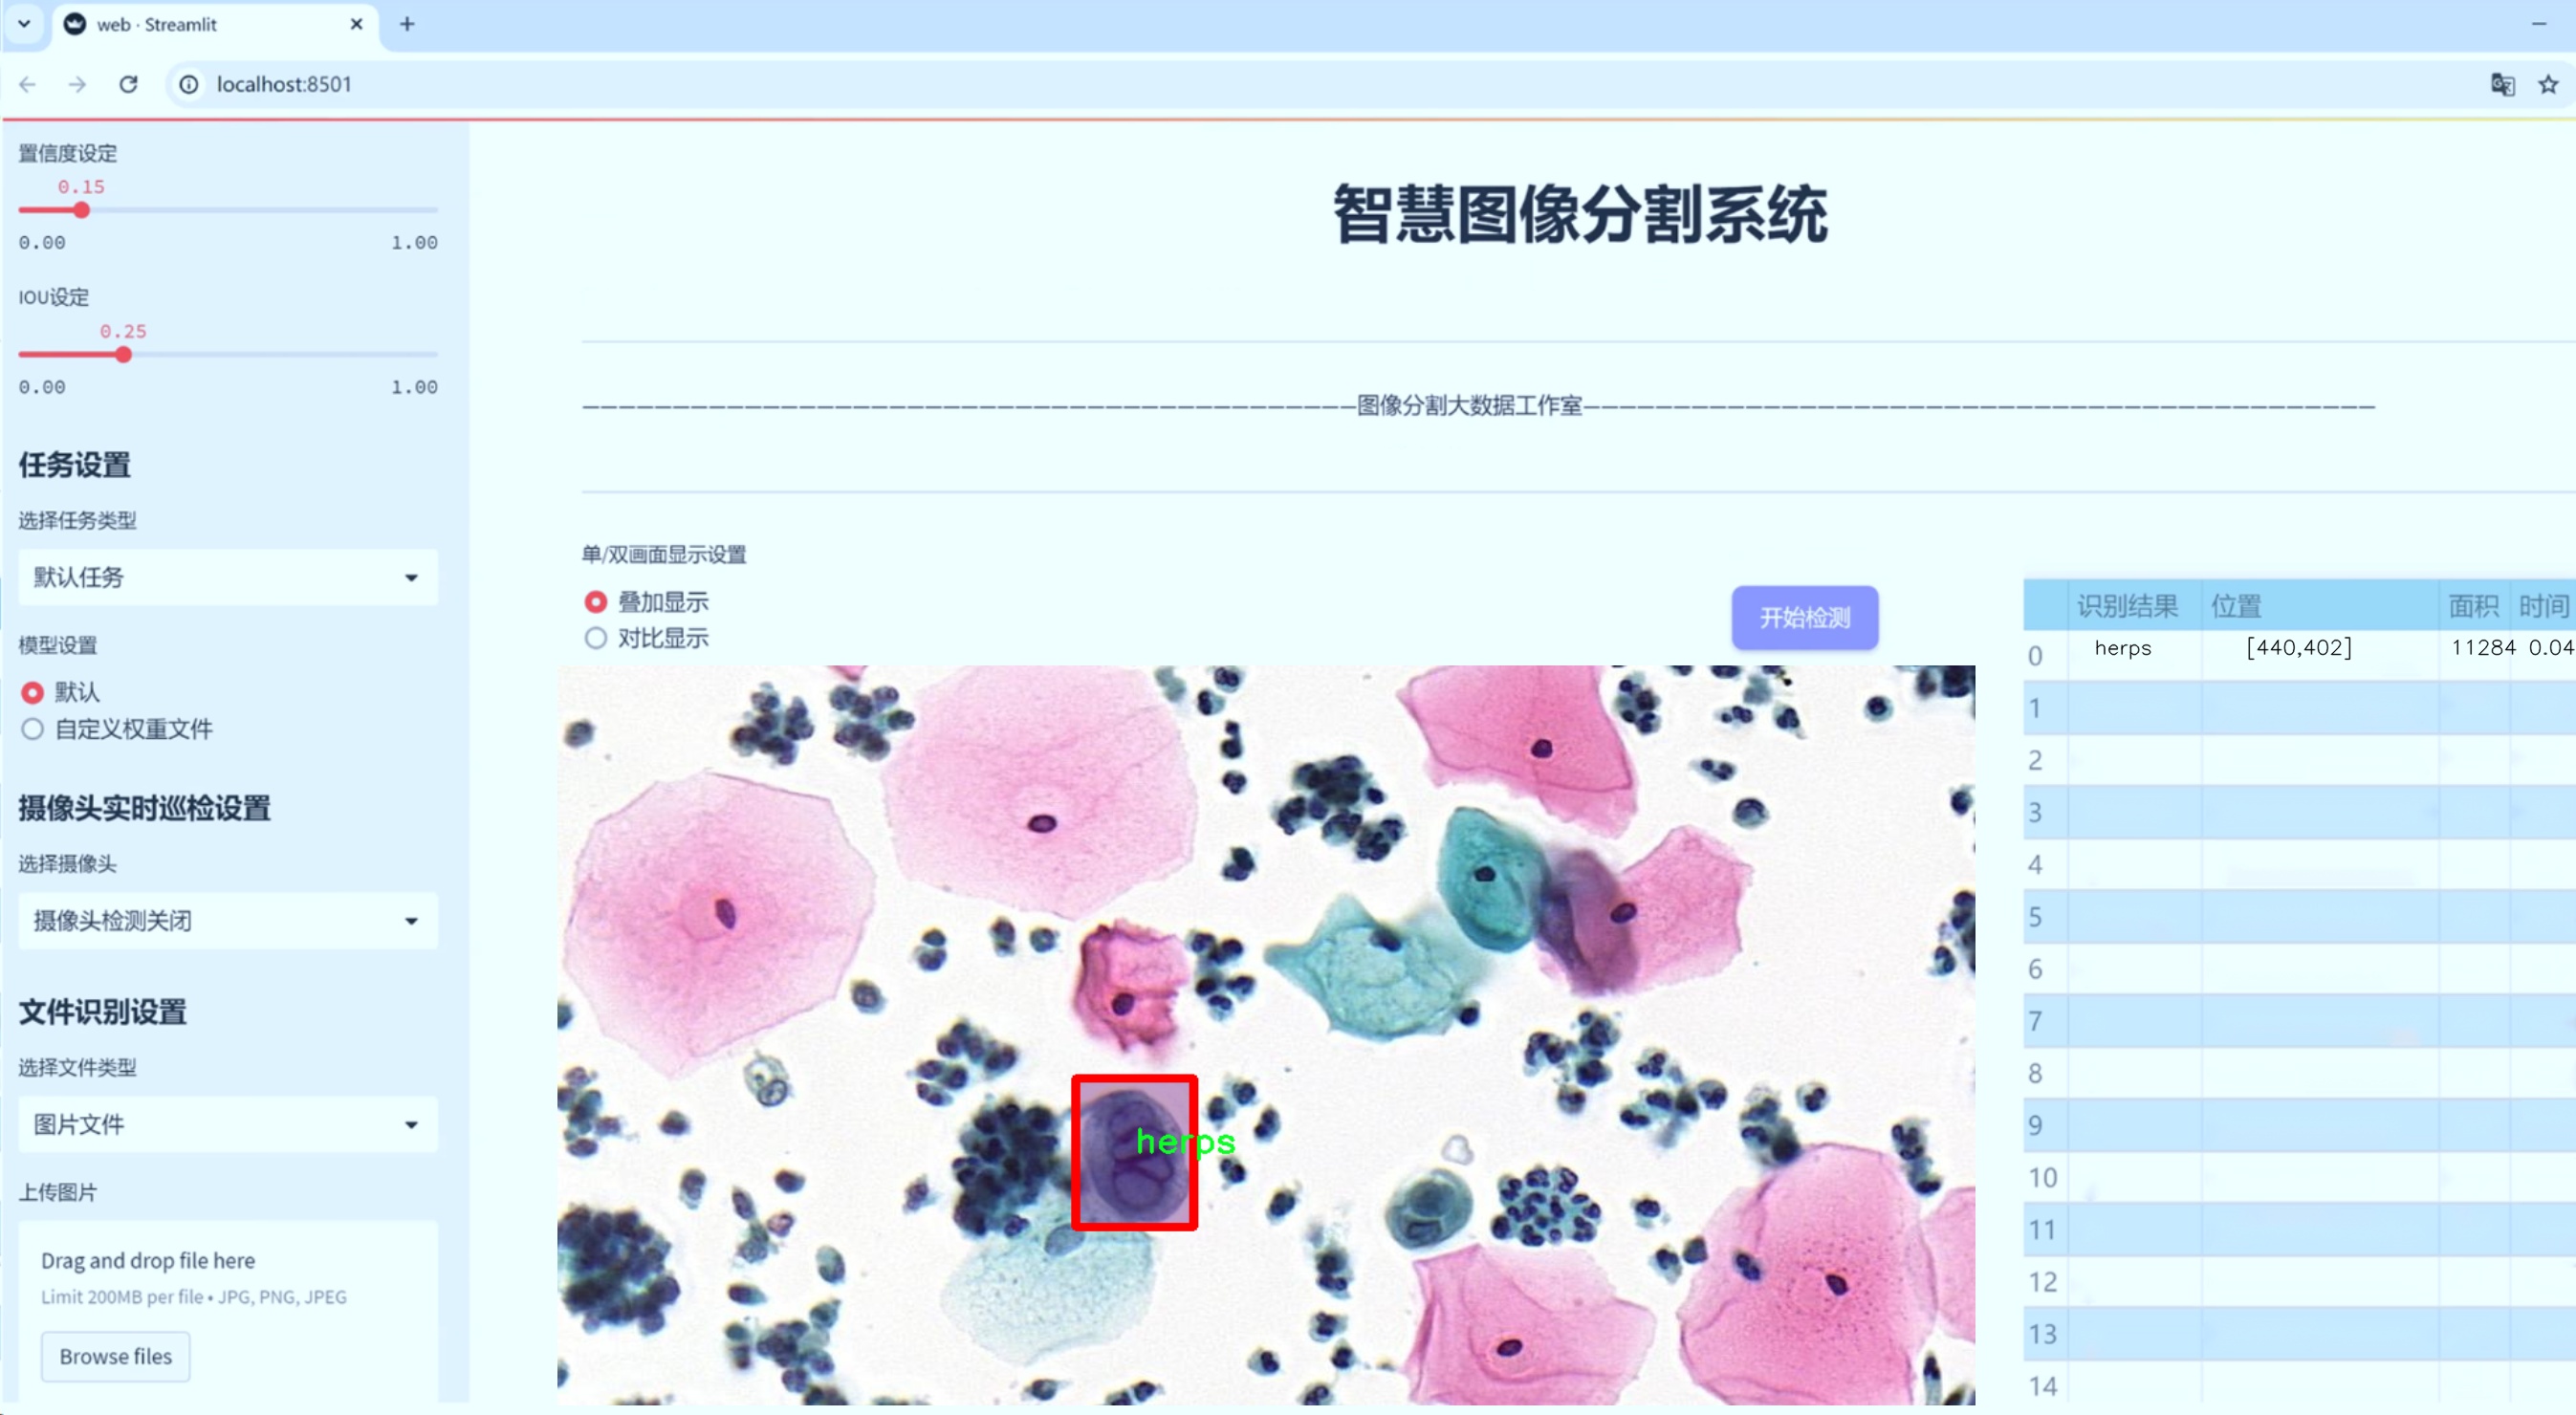 web · Streamlit
localhost:8501
置信度设定
0.15
0.00 1.00
IOU设定
0.25
0.00 1.00
任务设置
选择任务类型
默认任务
模型设置
默认
自定义权重文件
摄像头实时巡检设置
选择摄像头
摄像头检测关闭
文件识别设置
选择文件类型
图片文件
上传图片
Drag and drop file here
Limit 200MB per file • JPG, PNG, JPEG
Browse files
智慧图像分割系统
———————————————————————————————————————————图像分割大数据工作室————————————————————————————————————————————
单/双画面显示设置
叠加显示
对比显示
开始检测
herps
识别结果 位置 面积 时间
0 herps [440,402] 11284 0.04
1
2
3
4
5
6
7
8
9
10
11
12
13
14